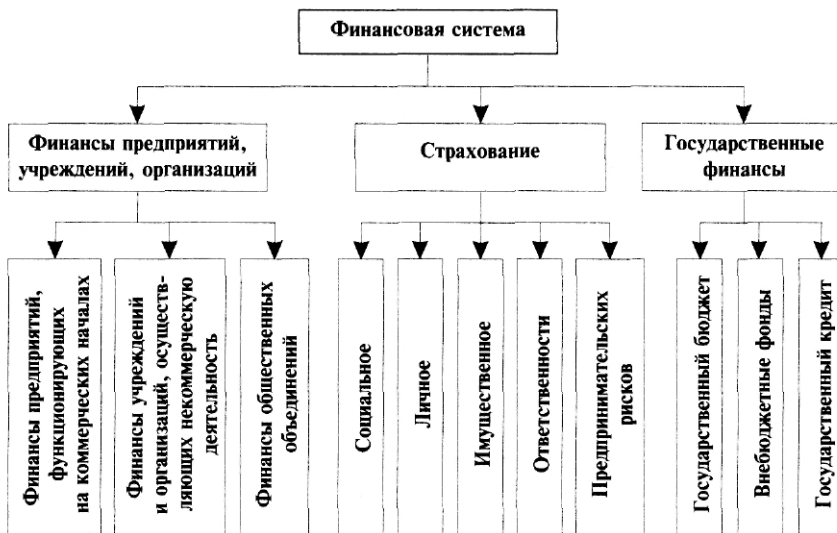 Финансовая система
Финансы предприятий,
учреждений, организаций
Страхование
Государственные
финансы
Финансы предприятий,
функционирующих
на коммерческих началах
Финансы учреждений
и организаций, осуществ-
ляющих некоммерческую
деятельность
Финансы общественных
объединений
Социальное
Личное
Имущественное
Ответственности
Предпринимательских
рисков
Государственный бюджет
Внебюджетные фонды
Государственный кредит